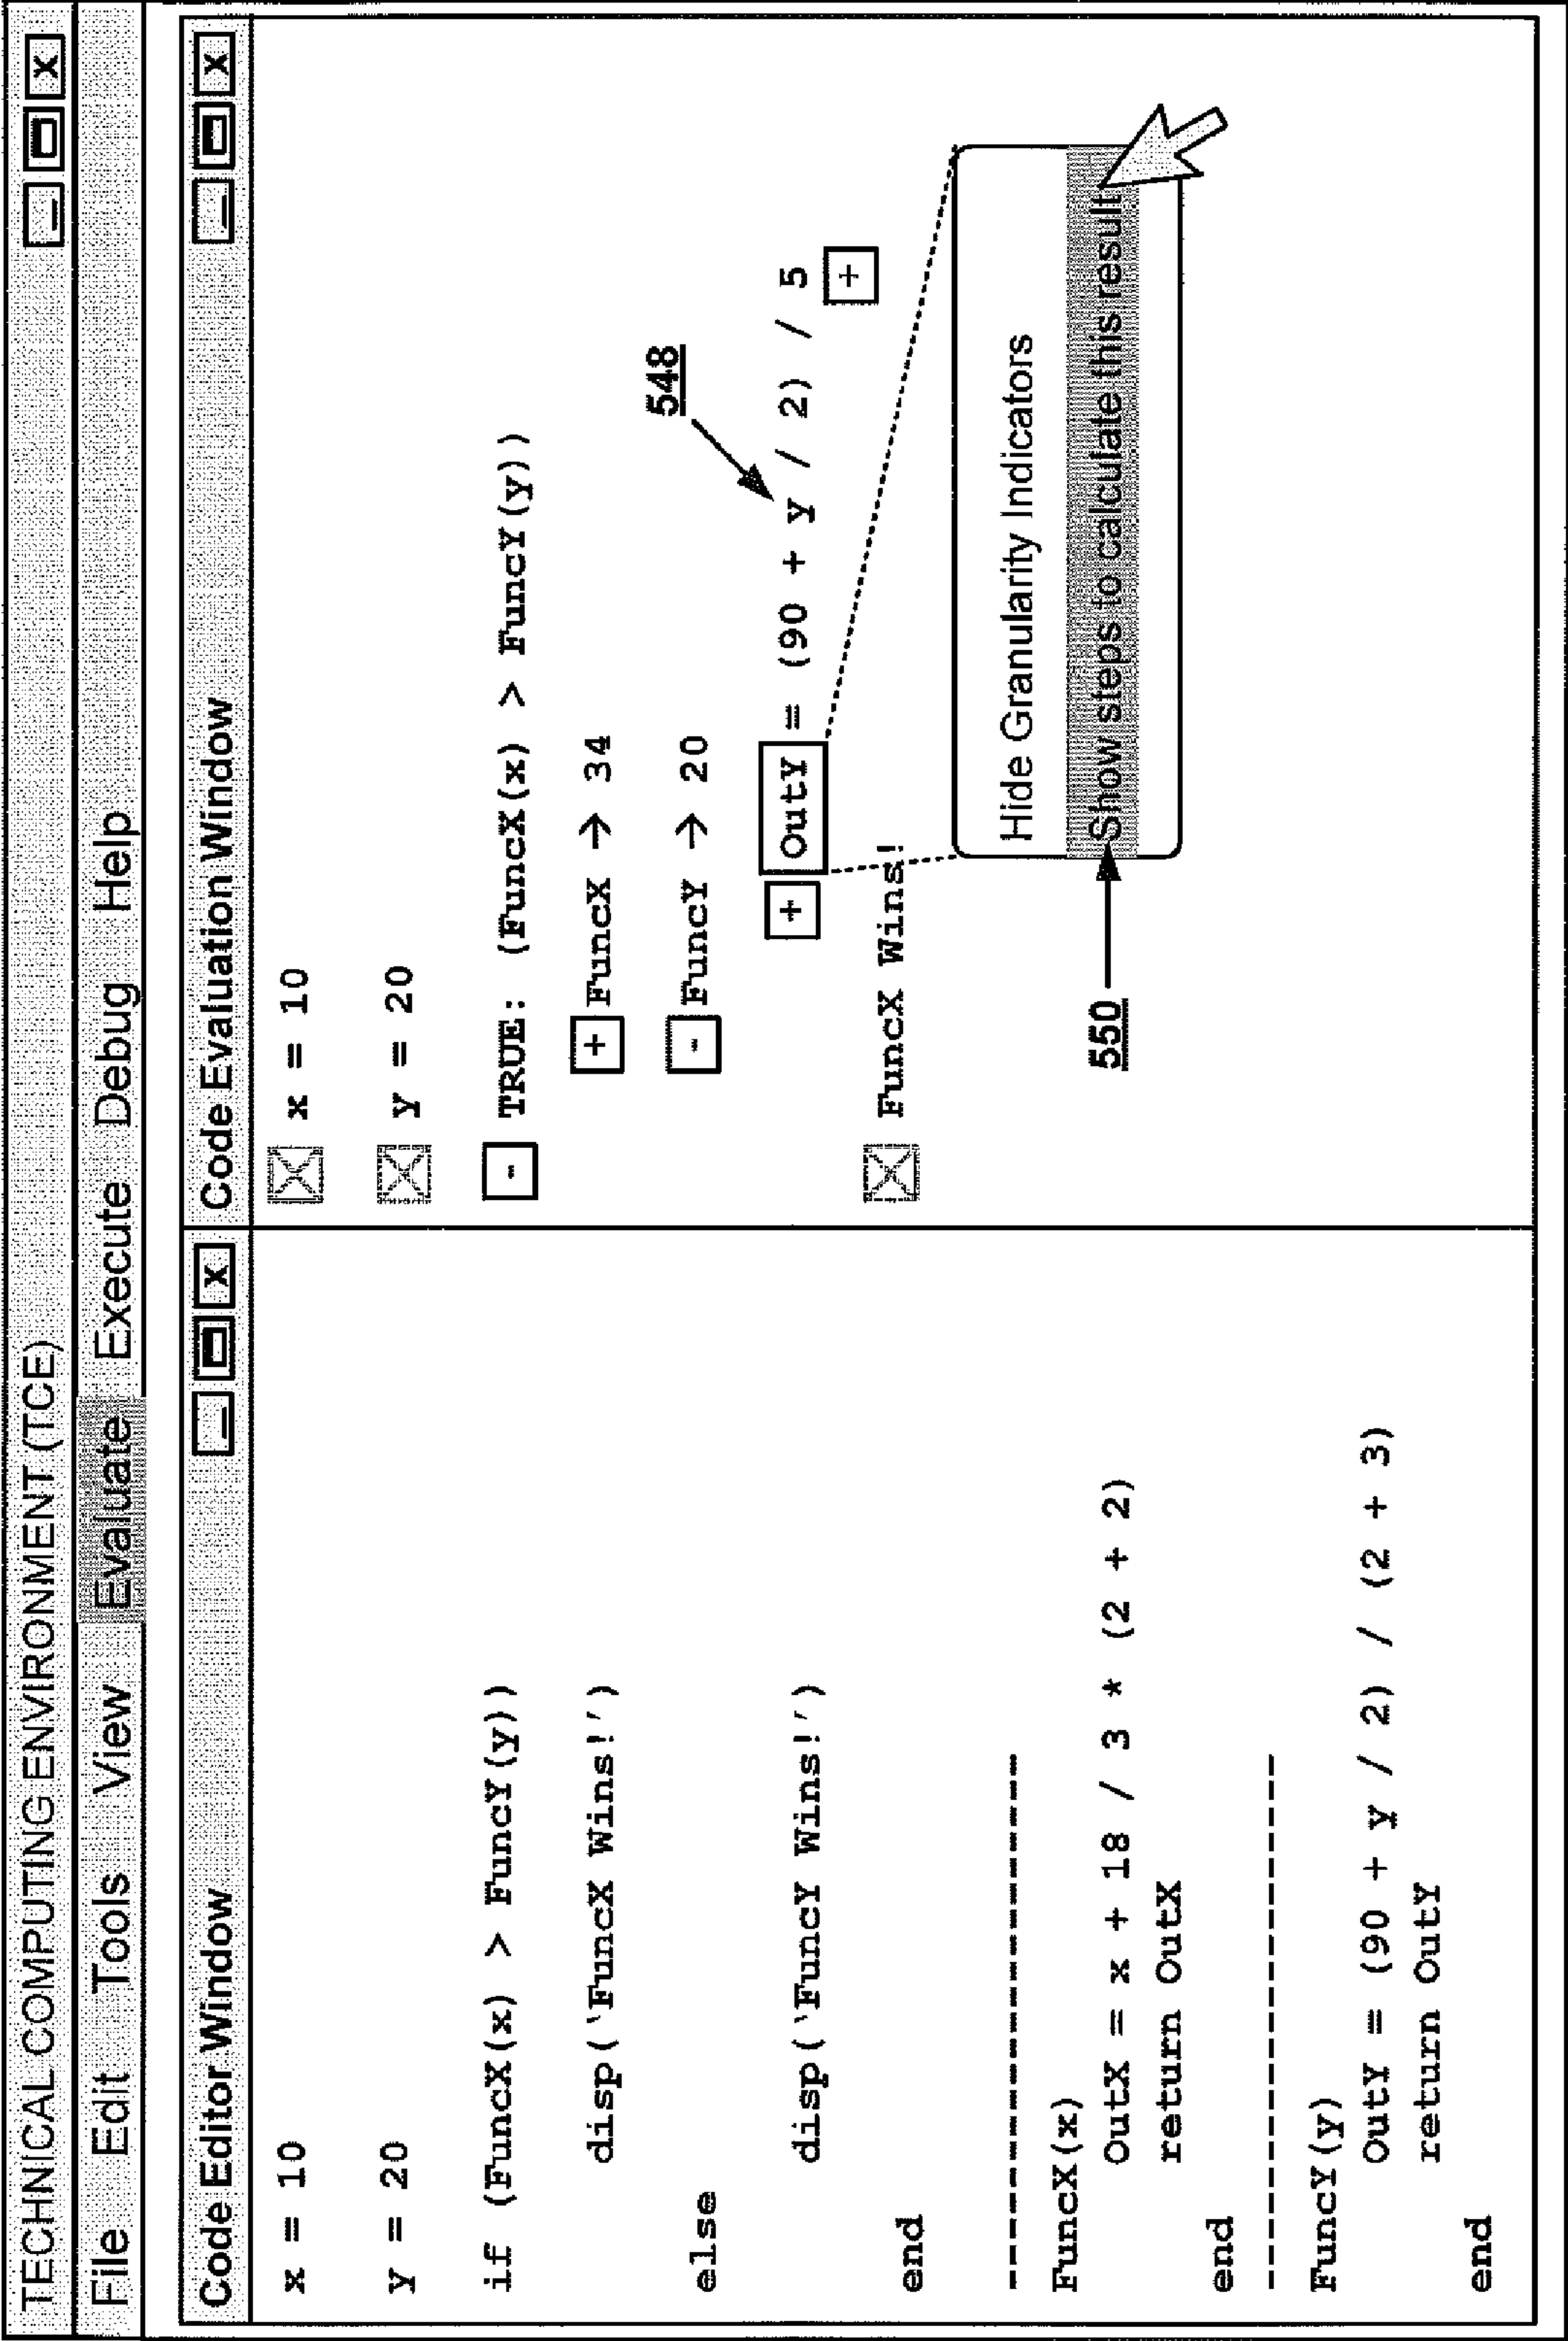 TECHNICAL COMPUTING ENVIRONMENT (TCE)
File Edit Tools View Evaluate Execute Debug Help
Code Editor Window
x = 10
y = 20
if (FuncX(x) > FuncY(y))
disp(‘FuncX Wins!’)
else
disp(‘FuncY Wins!’)
end
--------------------
FuncX(x)
OutX = x + 18 / 3 * (2 + 2)
return OutX
end
--------------------
FuncY(y)
OutY = (90 + y / 2) / (2 + 3)
return OutY
end
Code Evaluation Window
x = 10
y = 20
- TRUE: (FuncX(x) > FuncY(y))
+ FuncX → 34
- FuncY → 20
548
+ OutY = (90 + y / 2) / 5
+
FuncX Wins!
Hide Granularity Indicators
550
Show steps to calculate this result